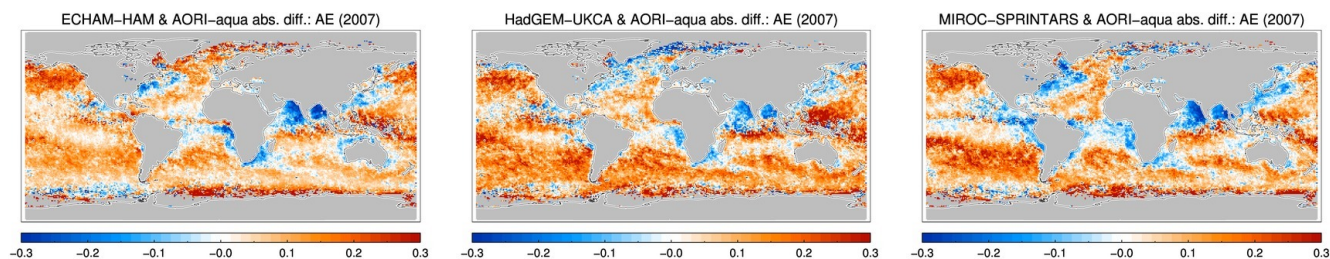 ECHAM−HAM & AORI−aqua abs. diff.: AE (2007)
−0.3 −0.2 −0.1 −0.0 0.1 0.2 0.3
HadGEM−UKCA & AORI−aqua abs. diff.: AE (2007)
−0.3 −0.2 −0.1 −0.0 0.1 0.2 0.3
MIROC−SPRINTARS & AORI−aqua abs. diff.: AE (2007)
−0.3 −0.2 −0.1 −0.0 0.1 0.2 0.3